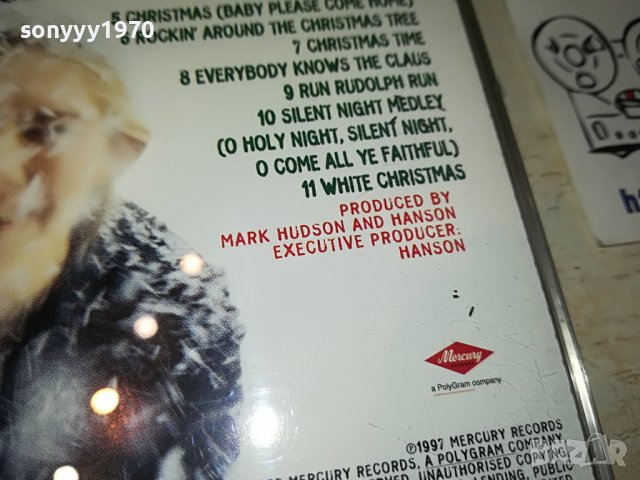 sonyyy1970
5 CHRISTMAS (BABY PLEASE COME HOME)
6 ROCKIN' AROUND THE CHRISTMAS TREE
7 CHRISTMAS TIME
8 EVERYBODY KNOWS THE CLAUS
9 RUN RUDOLPH RUN
10 SILENT NIGHT MEDLEY
(O HOLY NIGHT, SILENT NIGHT,
O COME ALL YE FAITHFUL)
11 WHITE CHRISTMAS
PRODUCED BY
MARK HUDSON AND HANSON
EXECUTIVE PRODUCER:
HANSON
Mercury
a PolyGram company
©1997 MERCURY RECORDS
MERCURY RECORDS, A POLYGRAM COMPANY
UNAUTHORISED COPYING,
LENDING, PUBLIC